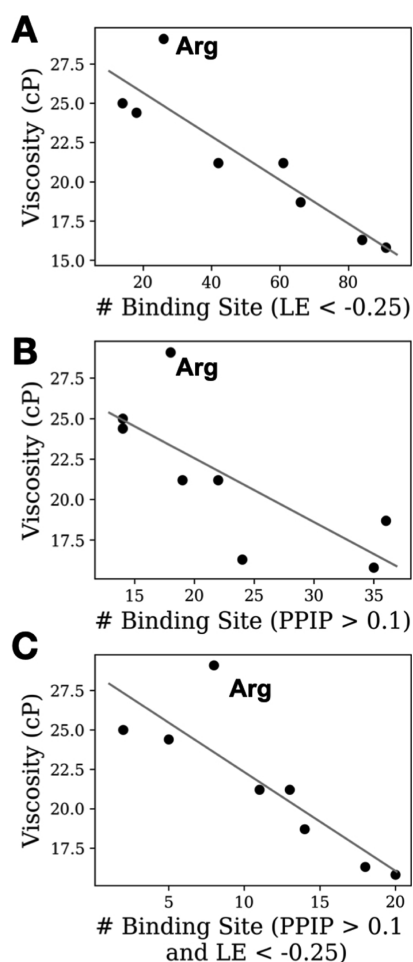 A
Arg
27.5
25.0
22.5
20.0
17.5
15.0
Viscosity (cP)
20 40 60 80
# Binding Site (LE < -0.25)
B
Arg
27.5
25.0
22.5
20.0
17.5
Viscosity (cP)
15 20 25 30 35
# Binding Site (PPIP > 0.1)
C
Arg
27.5
25.0
22.5
20.0
17.5
Viscosity (cP)
5 10 15 20
# Binding Site (PPIP > 0.1
and LE < -0.25)